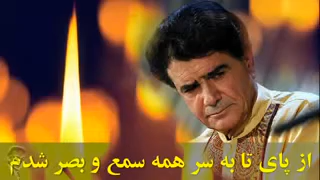 از پای تا به سر همه سمع و بصر شدم